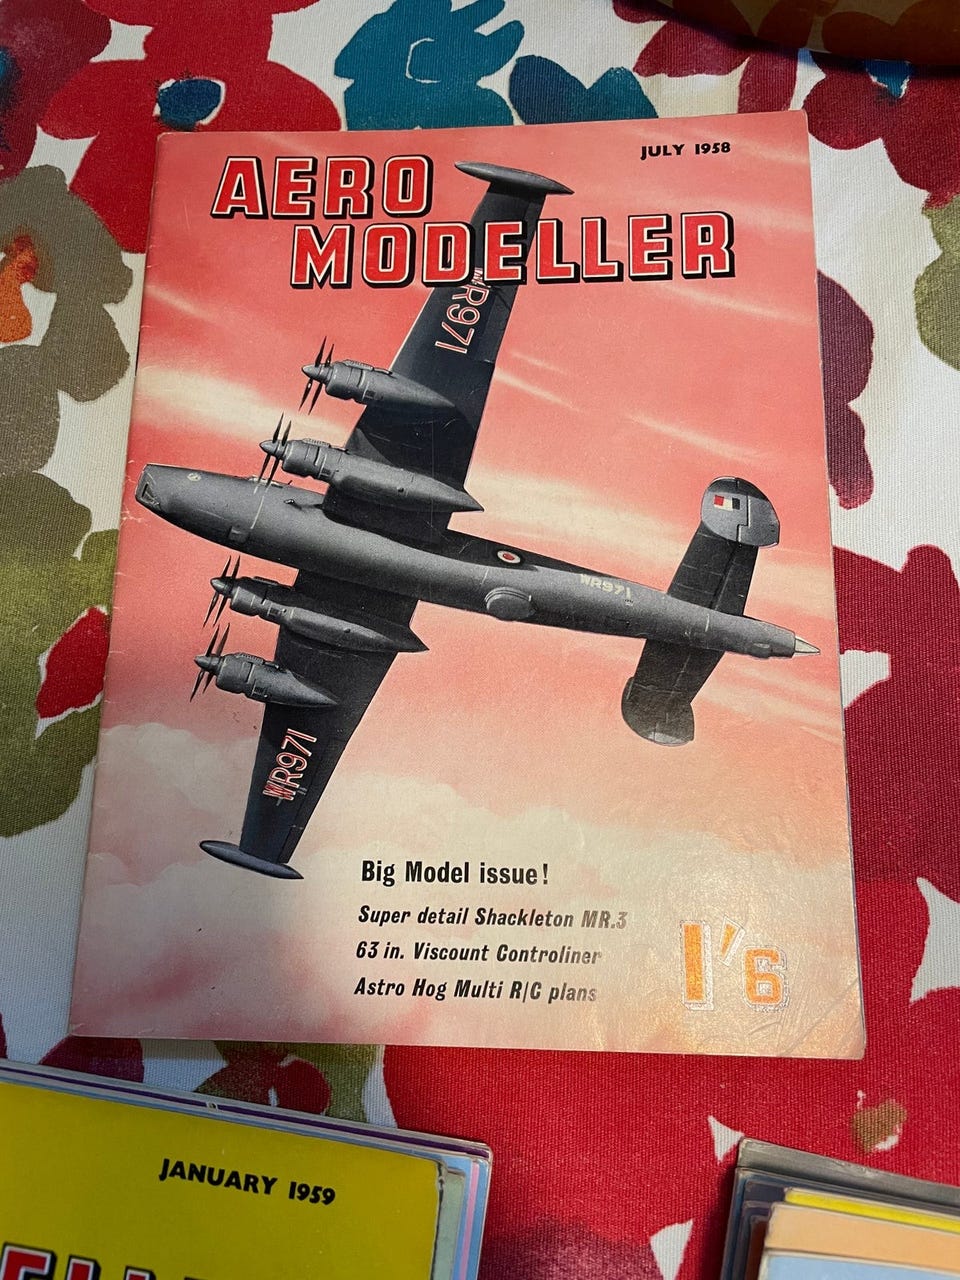 JULY 1958
AERO
MODELLER
WR971
WR971
WR971
Big Model issue!
Super detail Shackleton MR.3
63 in. Viscount Controliner
Astro Hog Multi R/C plans
1'6
JANUARY 1959